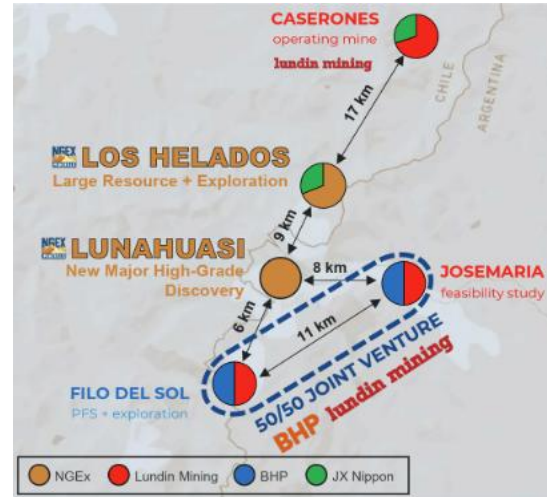 CASERONES
operating mine
lundin mining
CHILE
ARGENTINA
17 km
NGEX
LOS HELADOS
Large Resource + Exploration
9 km
NGEX
LUNAHUASI
New Major High-Grade
Discovery
8 km
JOSEMARIA
feasibility study
6 km
11 km
FILO DEL SOL
PFS + exploration
50/50 JOINT VENTURE
BHP lundin mining
NGEx
Lundin Mining
BHP
JX Nippon